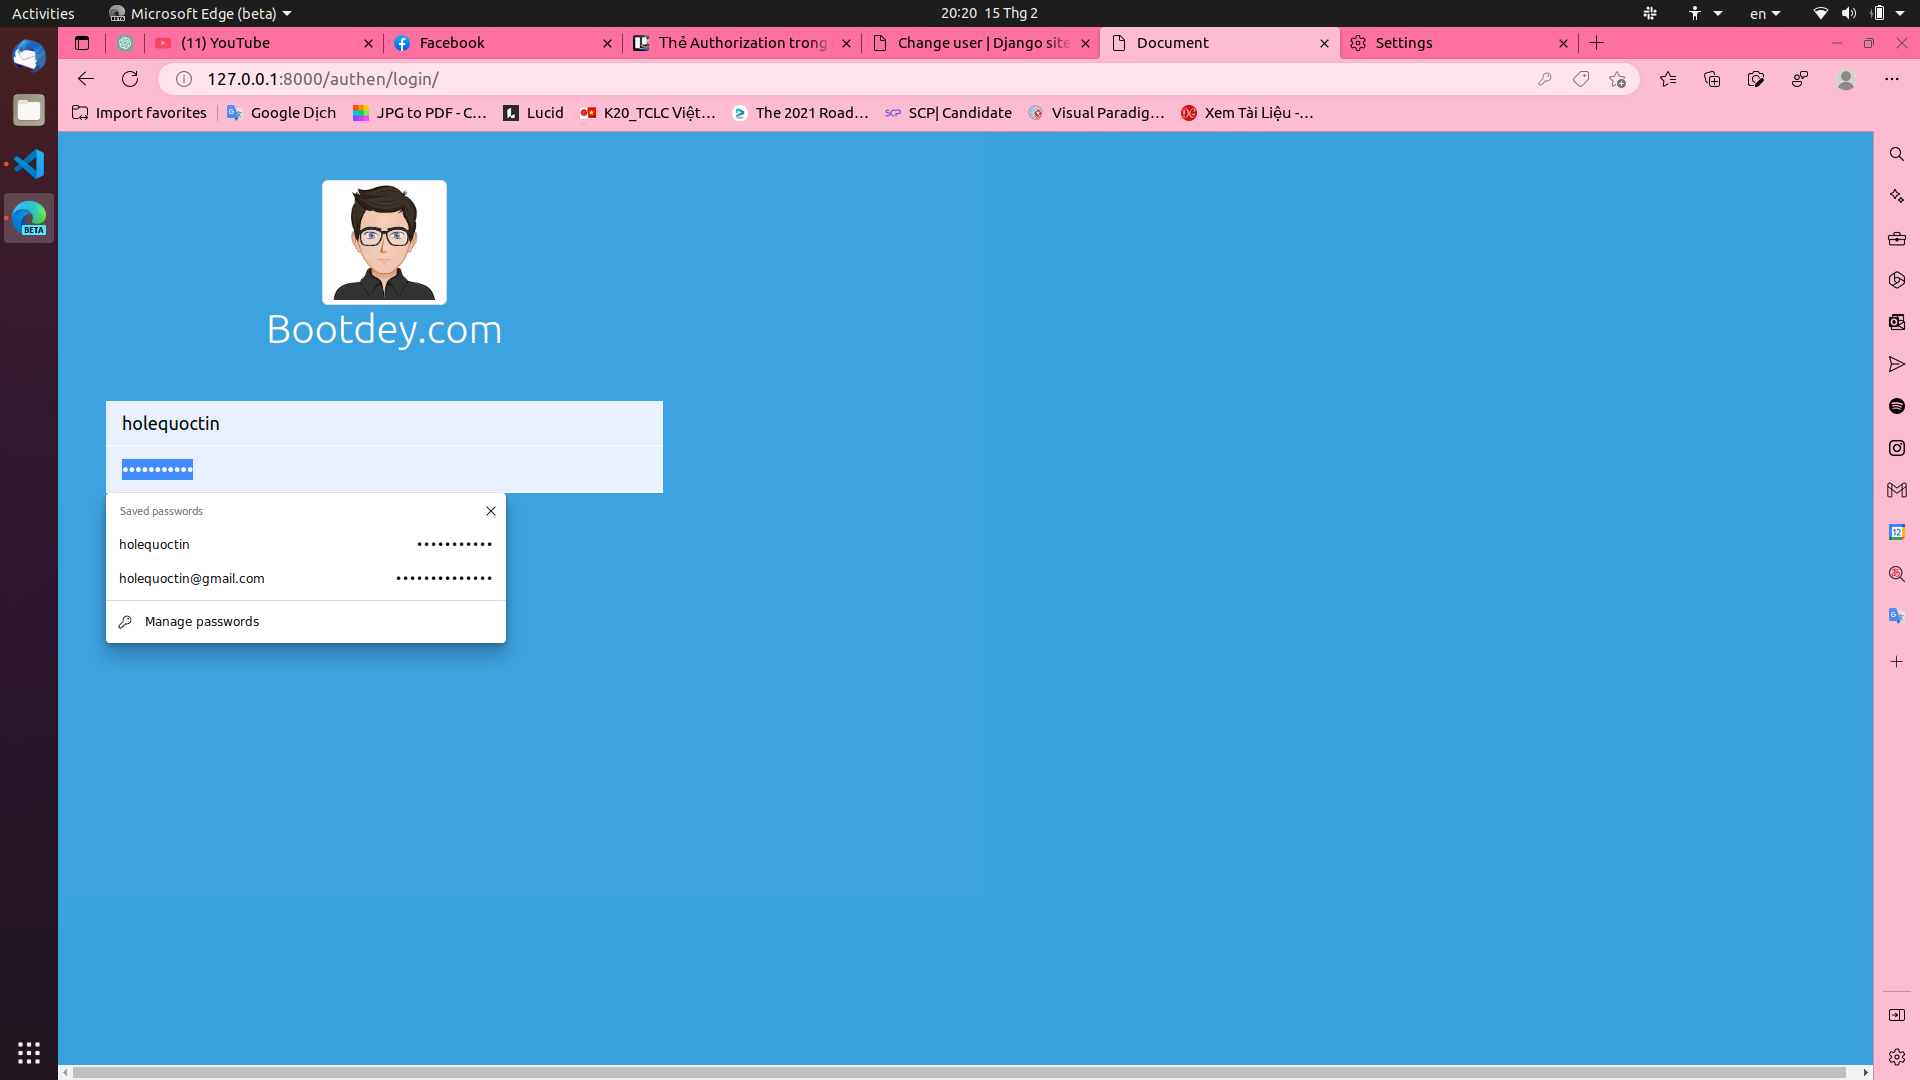 Activities
Microsoft Edge (beta)
20:20 15 Thg 2
en
(11) YouTube
Facebook
Thẻ Authorization trong
Change user | Django site
Document
Settings
127.0.0.1:8000/authen/login/
Import favorites
Google Dịch
JPG to PDF - C...
Lucid
K20_TCLC Việt...
The 2021 Road...
SCP
SCP| Candidate
Visual Paradig...
Xem Tài Liệu -...
BETA
Bootdey.com
holequoctin
•••••••••••
Saved passwords
holequoctin •••••••••••
holequoctin@gmail.com ••••••••••••••
Manage passwords
12